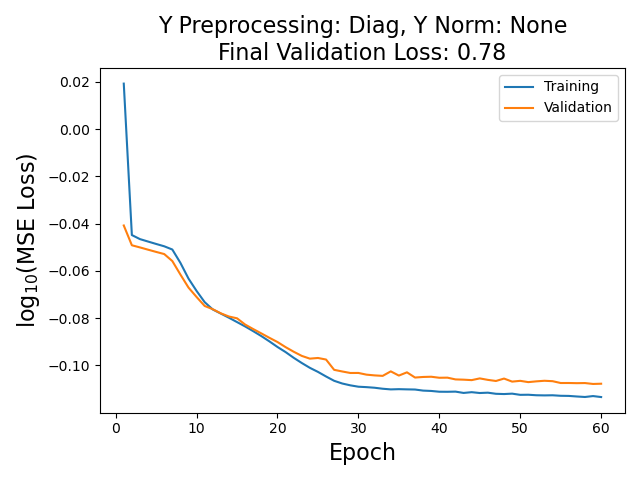 Y Preprocessing: Diag, Y Norm: None
Final Validation Loss: 0.78
Training
Validation
log₁₀(MSE Loss)
0.02
0.00
−0.02
−0.04
−0.06
−0.08
−0.10
0 10 20 30 40 50 60
Epoch